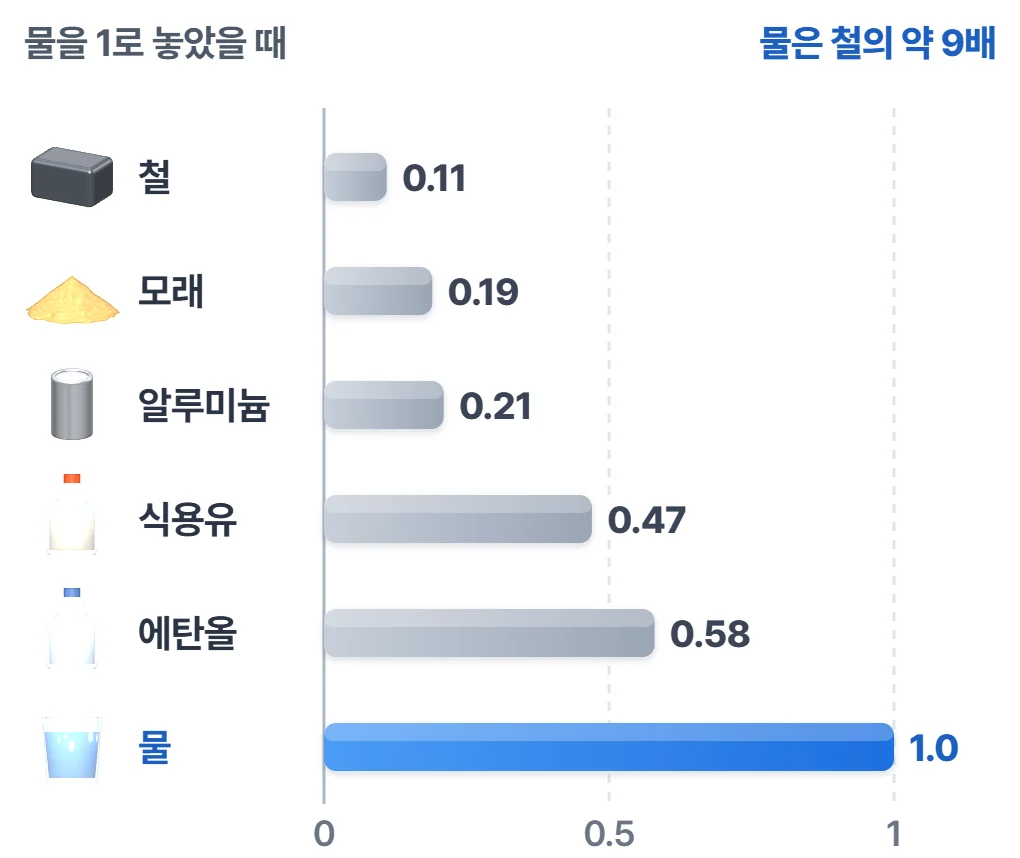 물을 1로 놓았을 때
물은 철의 약 9배
철 0.11
모래 0.19
알루미늄 0.21
식용유 0.47
에탄올 0.58
물 1.0
0 0.5 1